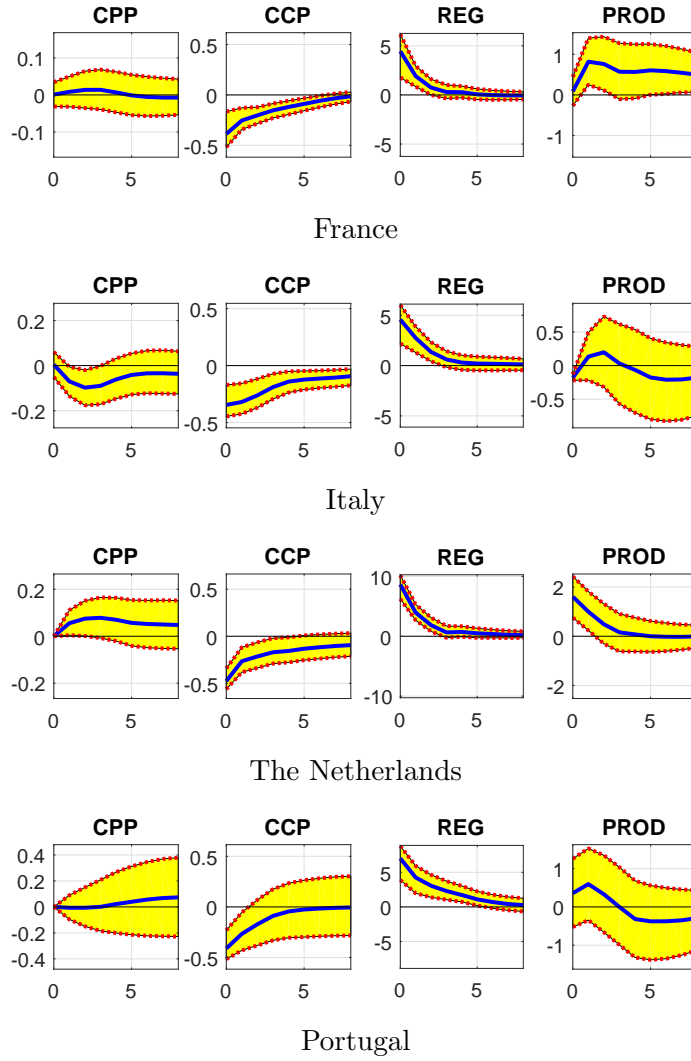 CPP CCP REG PROD
0.1 0.5 5 1
0 0 0 0
-0.1 -0.5 -5 -1
0 5 0 5 0 5 0 5
France
CPP CCP REG PROD
0.2 0.5 5 0.5
0 0 0 0
-0.2 -0.5 -5 -0.5
0 5 0 5 0 5 0 5
Italy
CPP CCP REG PROD
0.2 0.5 10 2
0 0 0 0
-0.2 -0.5 -10 -2
0 5 0 5 0 5 0 5
The Netherlands
CPP CCP REG PROD
0.4 0.5 5 1
0.2 0 0 0
0 -0.5 -5 -1
-0.2
-0.4
0 5 0 5 0 5 0 5
Portugal